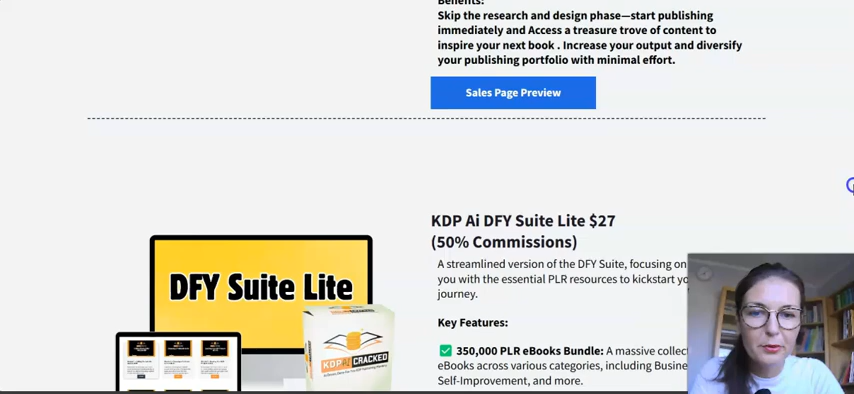 Benefits:
Skip the research and design phase—start publishing
immediately and Access a treasure trove of content to
inspire your next book . Increase your output and diversify
your publishing portfolio with minimal effort.
Sales Page Preview
KDP Ai DFY Suite Lite $27
(50% Commissions)
A streamlined version of the DFY Suite, focusing on
you with the essential PLR resources to kickstart
journey.
Key Features:
350,000 PLR eBooks Bundle: A massive
eBooks across various categories, including
Self-Improvement, and more.
DFY Suite Lite
KDP Ai CRACKED